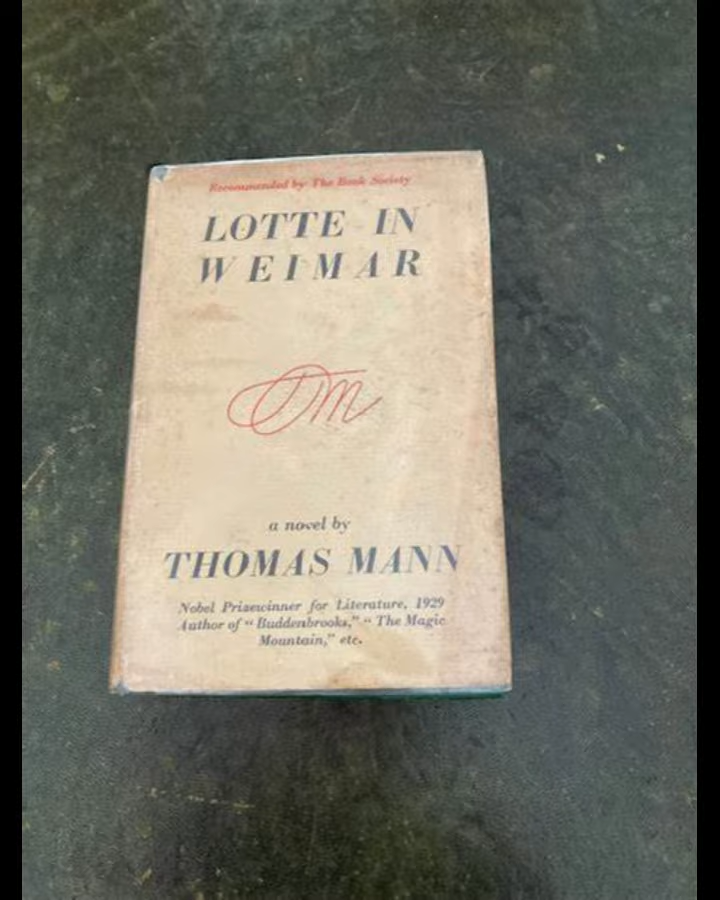 Recommended by The Book Society
LOTTE IN
WEIMAR
TM
a novel by
THOMAS MANN
Nobel Prizewinner for Literature, 1929
Author of “Buddenbrooks,” “The Magic
Mountain,” etc.